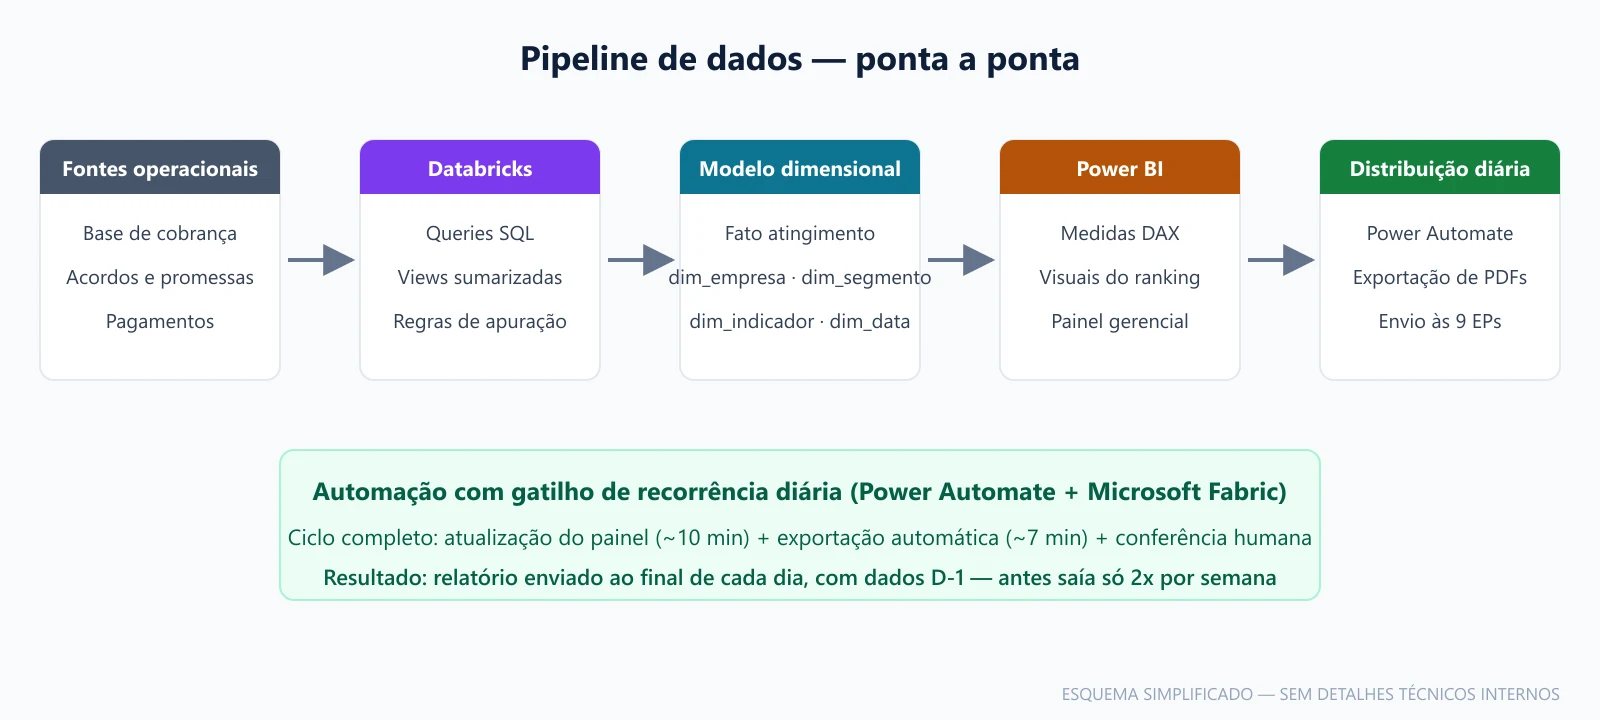 Pipeline de dados — ponta a ponta
Fontes operacionais
Base de cobrança
Acordos e promessas
Pagamentos
Databricks
Queries SQL
Views sumarizadas
Regras de apuração
Modelo dimensional
Fato atingimento
dim_empresa · dim_segmento
dim_indicador · dim_data
Power BI
Medidas DAX
Visuais do ranking
Painel gerencial
Distribuição diária
Power Automate
Exportação de PDFs
Envio às 9 EPs
Automação com gatilho de recorrência diária (Power Automate + Microsoft Fabric)
Ciclo completo: atualização do painel (~10 min) + exportação automática (~7 min) + conferência humana
Resultado: relatório enviado ao final de cada dia, com dados D-1 — antes saía só 2x por semana
ESQUEMA SIMPLIFICADO — SEM DETALHES TÉCNICOS INTERNOS